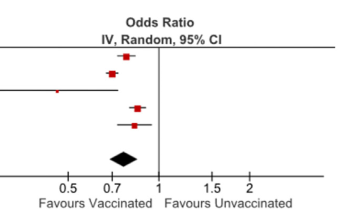 Odds Ratio
IV, Random, 95% CI
0.5 0.7 1 1.5 2
Favours Vaccinated Favours Unvaccinated